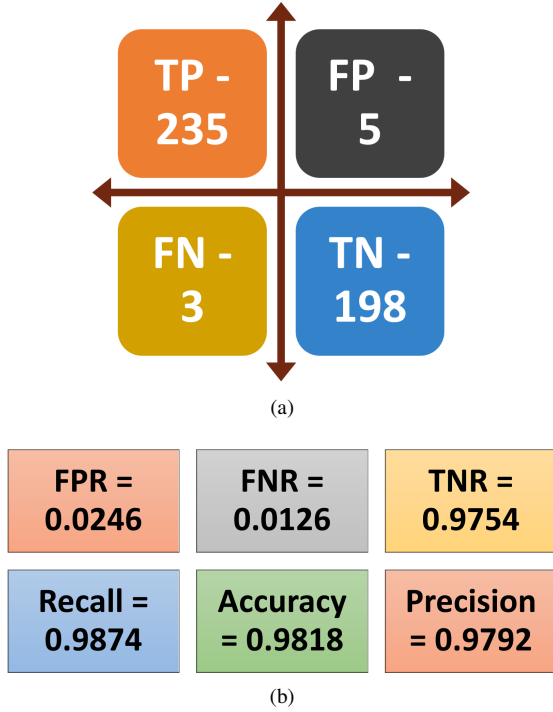 TP -
235
FP -
5
FN -
3
TN -
198
(a)
FPR =
0.0246
FNR =
0.0126
TNR =
0.9754
Recall =
0.9874
Accuracy
= 0.9818
Precision
= 0.9792
(b)